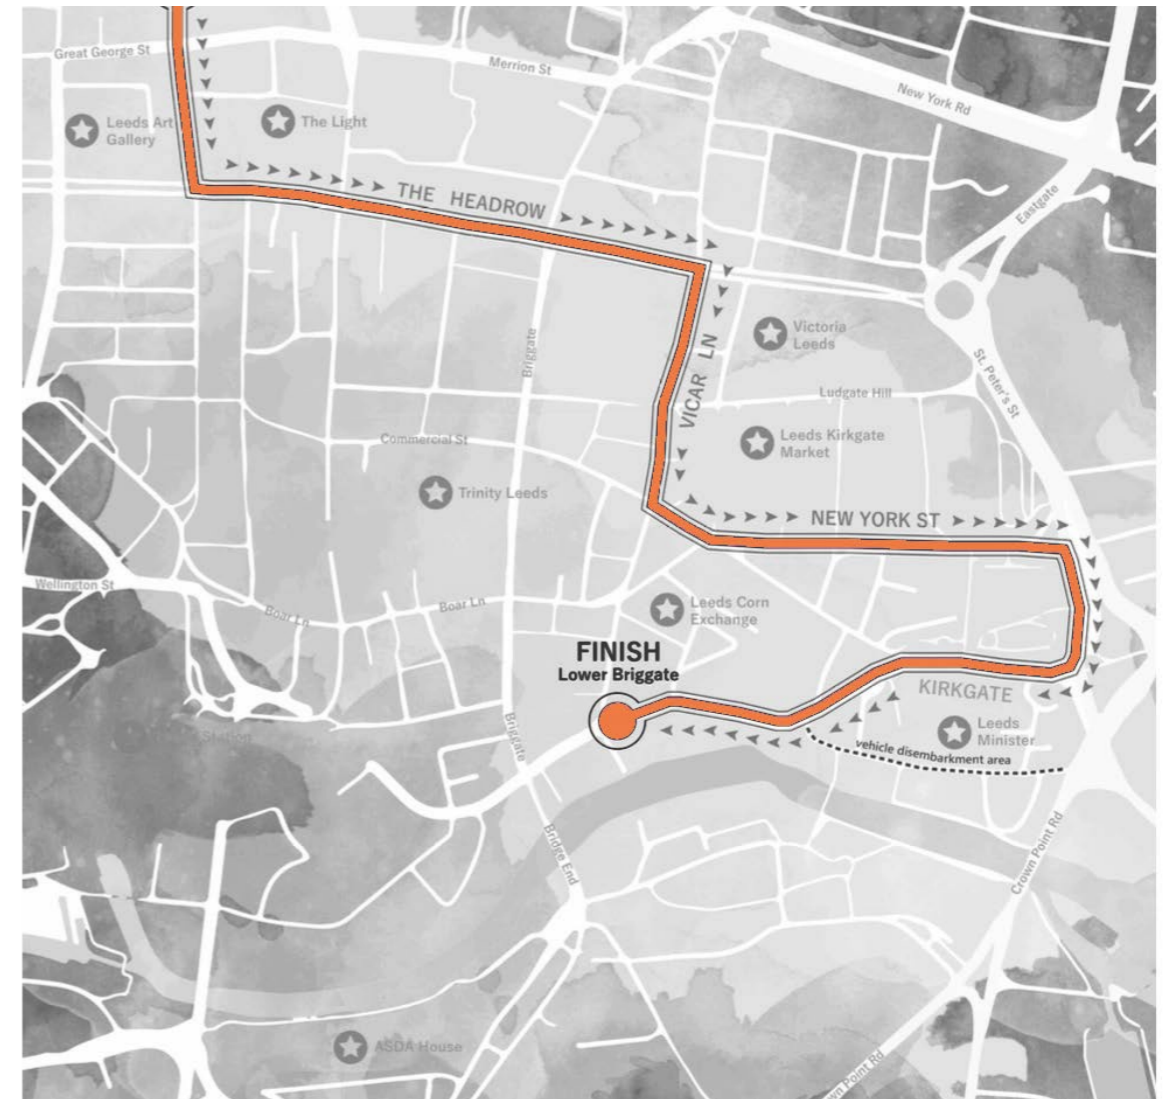 Great George St
Merrion St
New York Rd
Leeds Art
Gallery
The Light
THE HEADROW
Eastgate
Victoria
Leeds
Briggate
VICAR LN
St. Peter's St
Ludgate Hill
Commercial St
Leeds Kirkgate
Market
Trinity Leeds
NEW YORK ST
Wellington St
Boar Ln
Boar Ln
Leeds Corn
Exchange
FINISH
Lower Briggate
KIRKGATE
Leeds
Minister
vehicle disembarkment area
Briggate
Station
Bridge End
Crown Point Rd
ASDA House
wn Point Rd